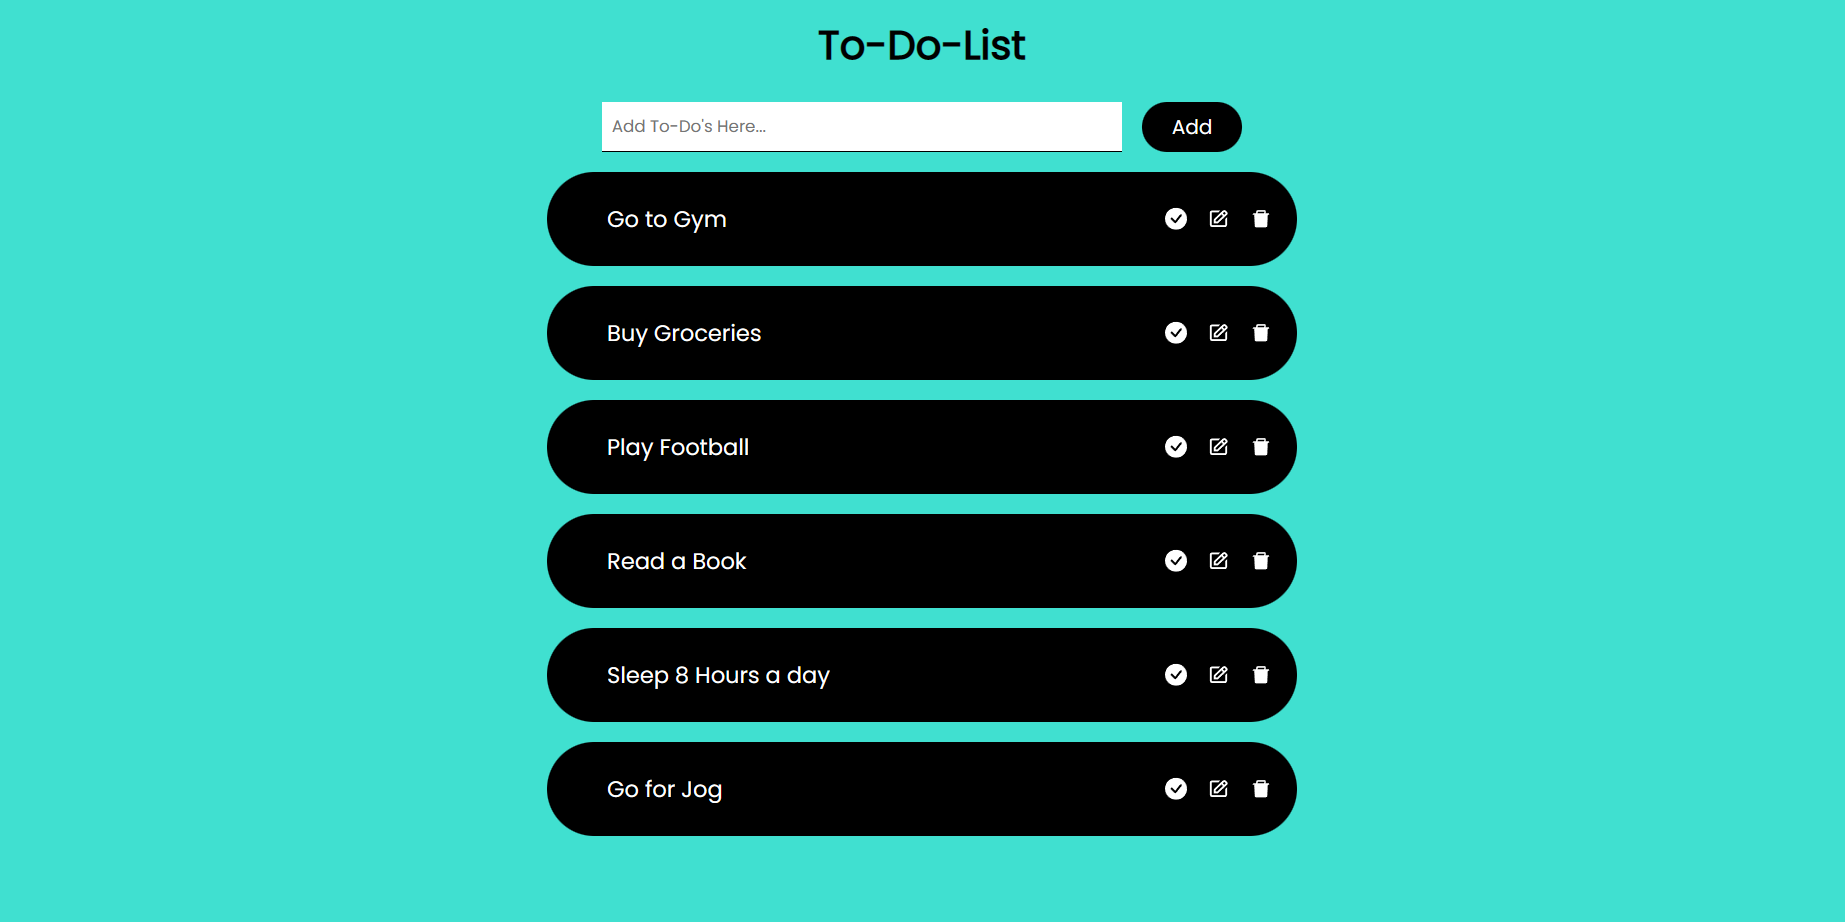 To-Do-List
Add To-Do's Here...
Add
Go to Gym
Buy Groceries
Play Football
Read a Book
Sleep 8 Hours a day
Go for Jog